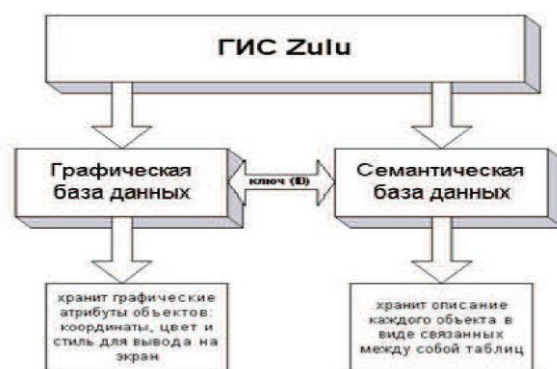 ГИС Zulu
Графическая
база данных
ключ (ID)
Семантическая
база данных
хранит графические
атрибуты объектов:
координаты, цвет и
стиль для вывода на
экран
хранит описание
каждого объекта в
виде связанных
между собой таблиц